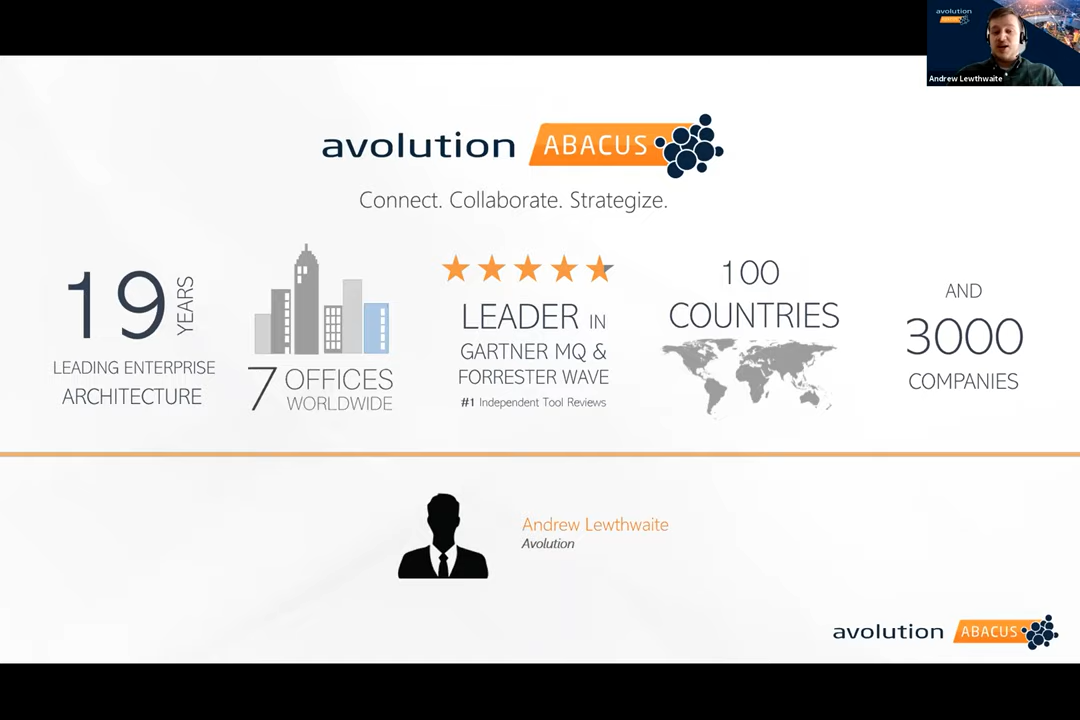 avolution
ABACUS
Andrew Lewthwaite
avolution ABACUS
Connect. Collaborate. Strategize.
19 YEARS
LEADING ENTERPRISE
ARCHITECTURE
7 OFFICES
WORLDWIDE
LEADER IN
GARTNER MQ &
FORRESTER WAVE
#1 Independent Tool Reviews
100
COUNTRIES
AND
3000
COMPANIES
Andrew Lewthwaite
Avolution
avolution ABACUS